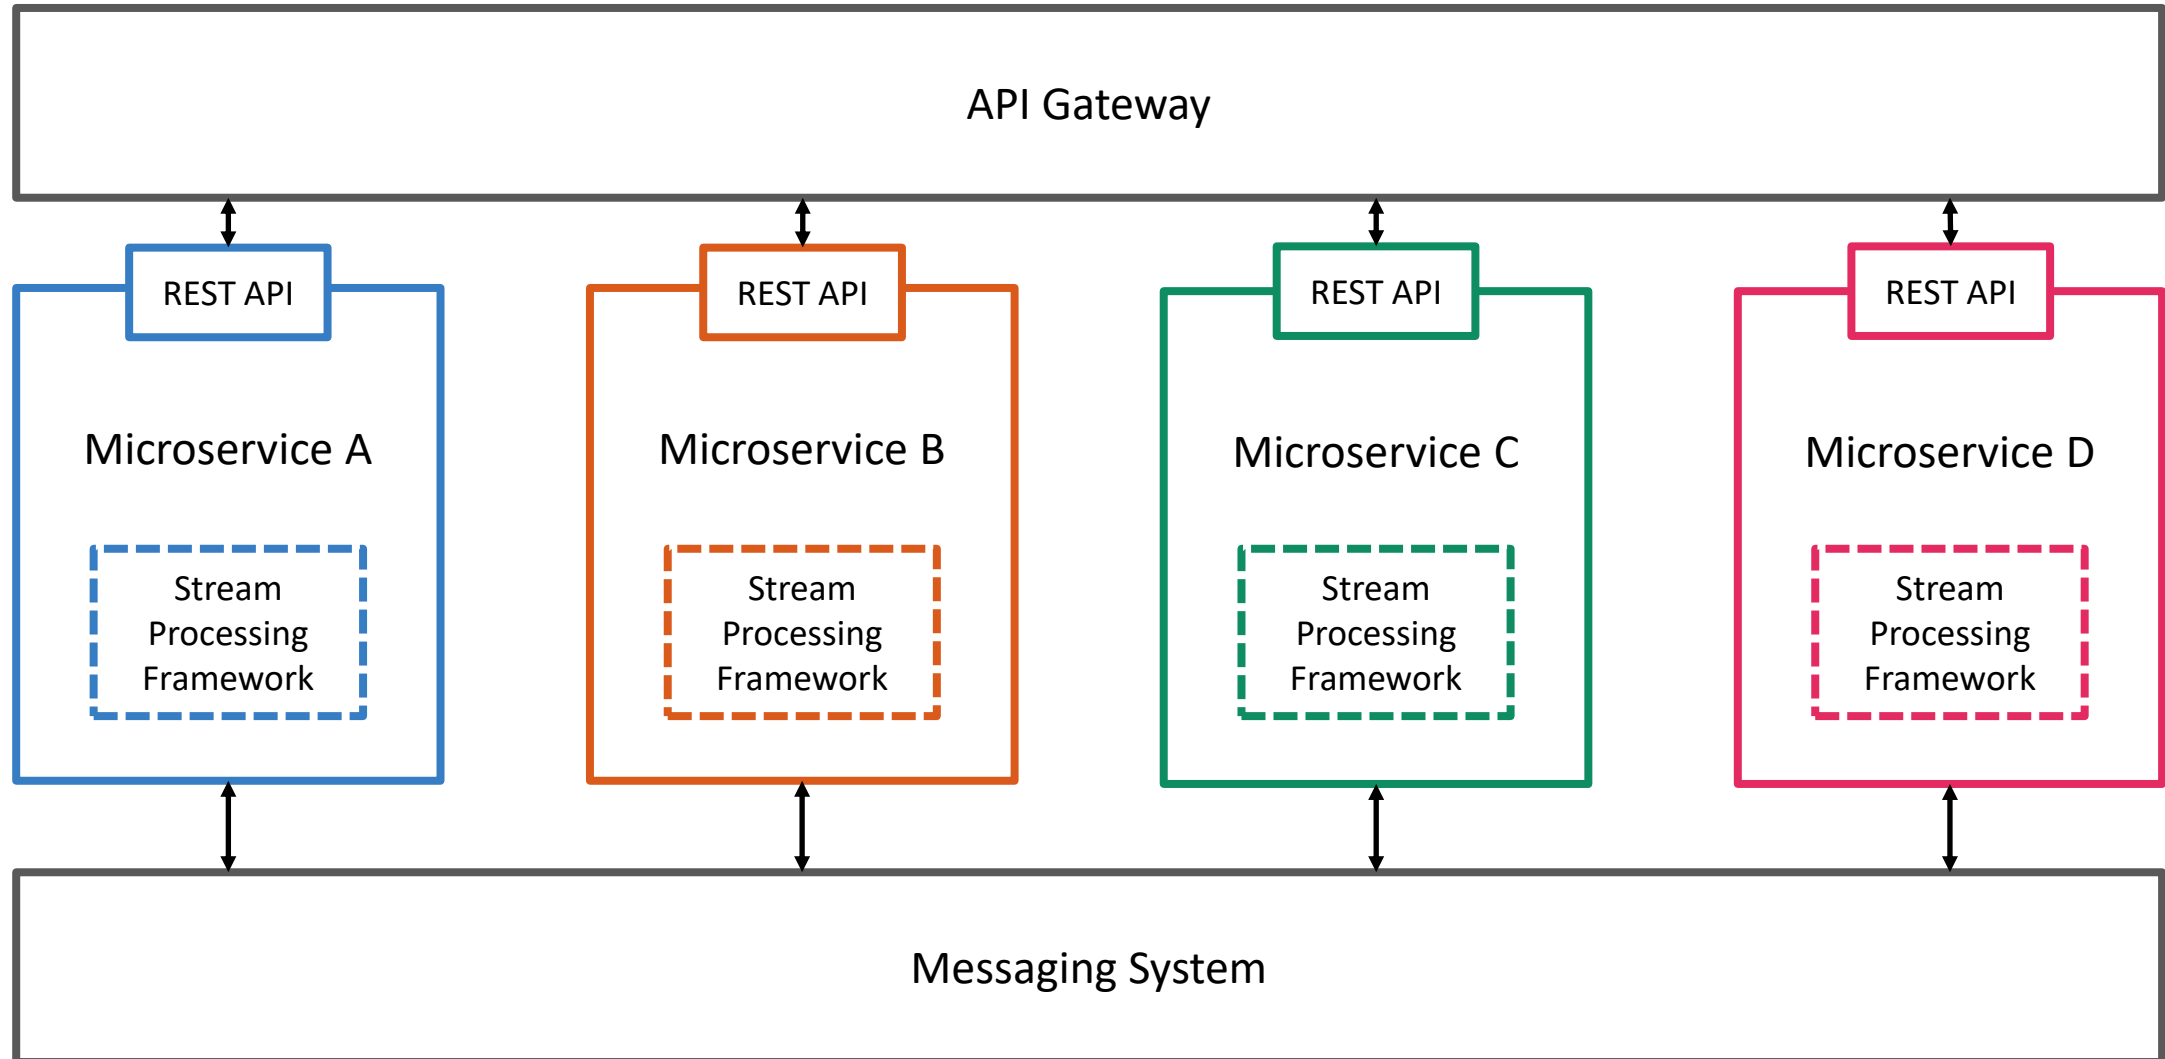 API Gateway
REST API
REST API
REST API
REST API
Microservice A
Microservice B
Microservice C
Microservice D
Stream
Processing
Framework
Stream
Processing
Framework
Stream
Processing
Framework
Stream
Processing
Framework
Messaging System